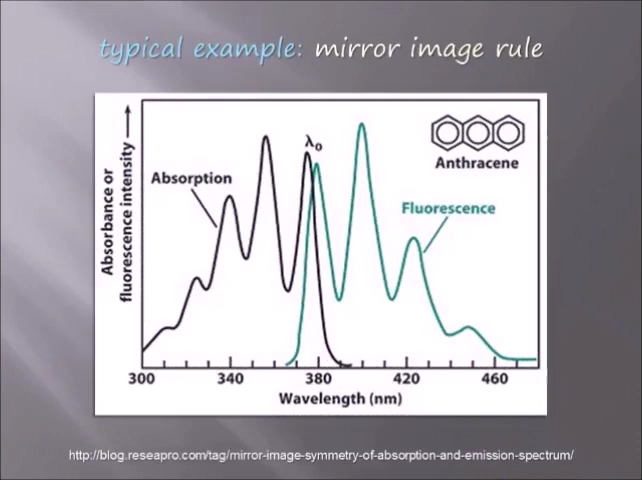 typical example: mirror image rule
Absorbance or
fluorescence intensity
Absorption
λo
Anthracene
Fluorescence
300 340 380 420 460
Wavelength (nm)
http://blog.reseapro.com/tag/mirror-image-symmetry-of-absorption-and-emission-spectrum/